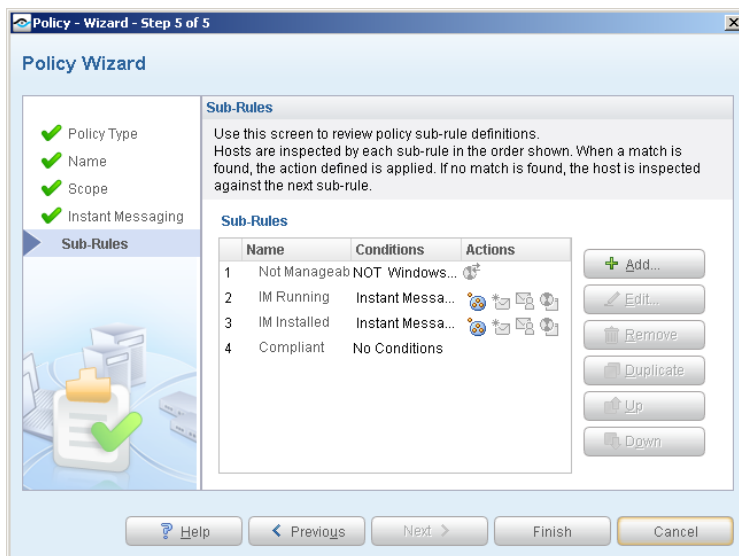 Policy - Wizard - Step 5 of 5
Policy Wizard
Policy Type
Name
Scope
Instant Messaging
Sub-Rules
Sub-Rules
Use this screen to review policy sub-rule definitions.
Hosts are inspected by each sub-rule in the order shown. When a match is
found, the action defined is applied. If no match is found, the host is inspected
against the next sub-rule.
Sub-Rules
Name Conditions Actions
1 Not Manageab NOT Windows...
2 IM Running Instant Messa...
3 IM Installed Instant Messa...
4 Compliant No Conditions
Add...
Edit...
Remove
Duplicate
Up
Down
Help
Previous
Next
Finish
Cancel